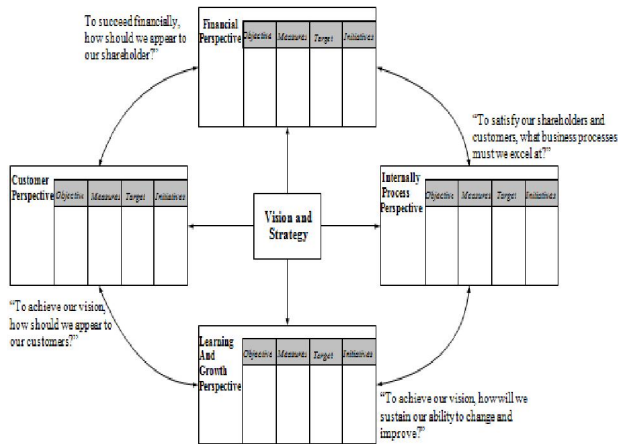 To succeed financially,
how should we appear to
our shareholder?”
Financial
Perspective
Objective Measures Target Initiatives
“To satisfy our shareholders and
customers, what business processes
must we excel at?”
Customer
Perspective
Objective Measures Target Initiatives
Vision and
Strategy
Internally
Process
Perspective
Objective Measures Target Initiatives
“To achieve our vision,
how should we appear to
our customers?”
Learning
And
Growth
Perspective
Objective Measures Target Initiatives
“To achieve our vision, how will we
sustain our ability to change and
improve?”